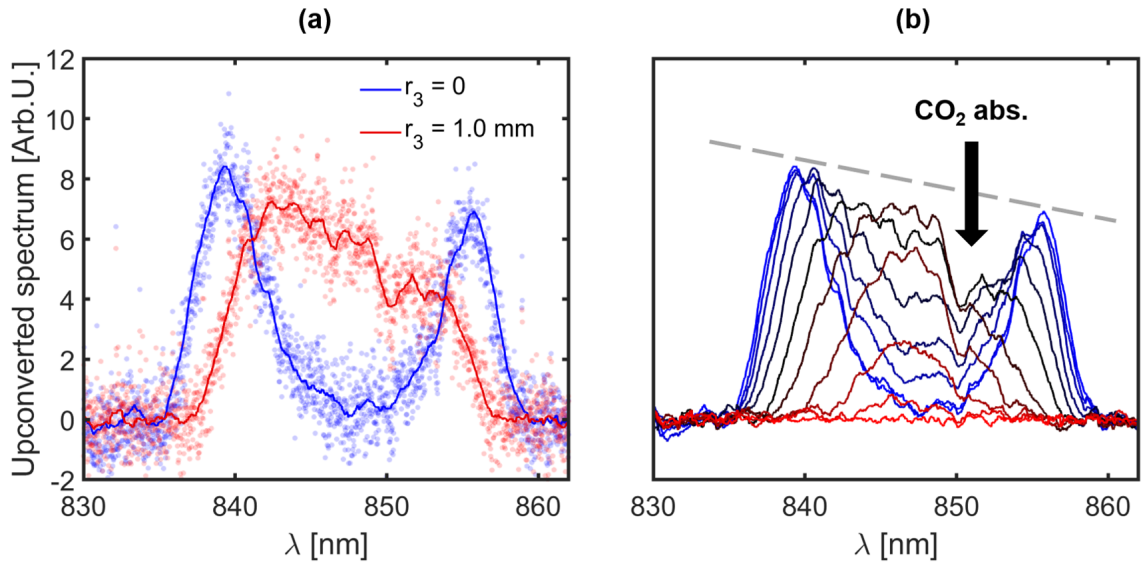 (a)
(b)
Upconverted spectrum [Arb.U.]
12
10
8
6
4
2
0
-2
r3 = 0
r3 = 1.0 mm
830
840
850
860
λ [nm]
CO2 abs.
830
840
850
860
λ [nm]